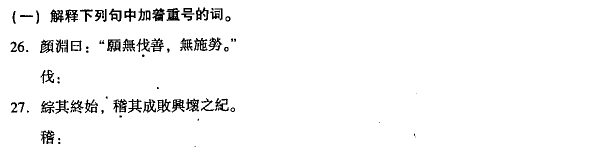 (一) 解释下列句中加着重号的词。
26. 顏淵曰：“願無伐善，無施勞。”
伐：
27. 綜其終始，稽其成敗興壞之紀。
稽：